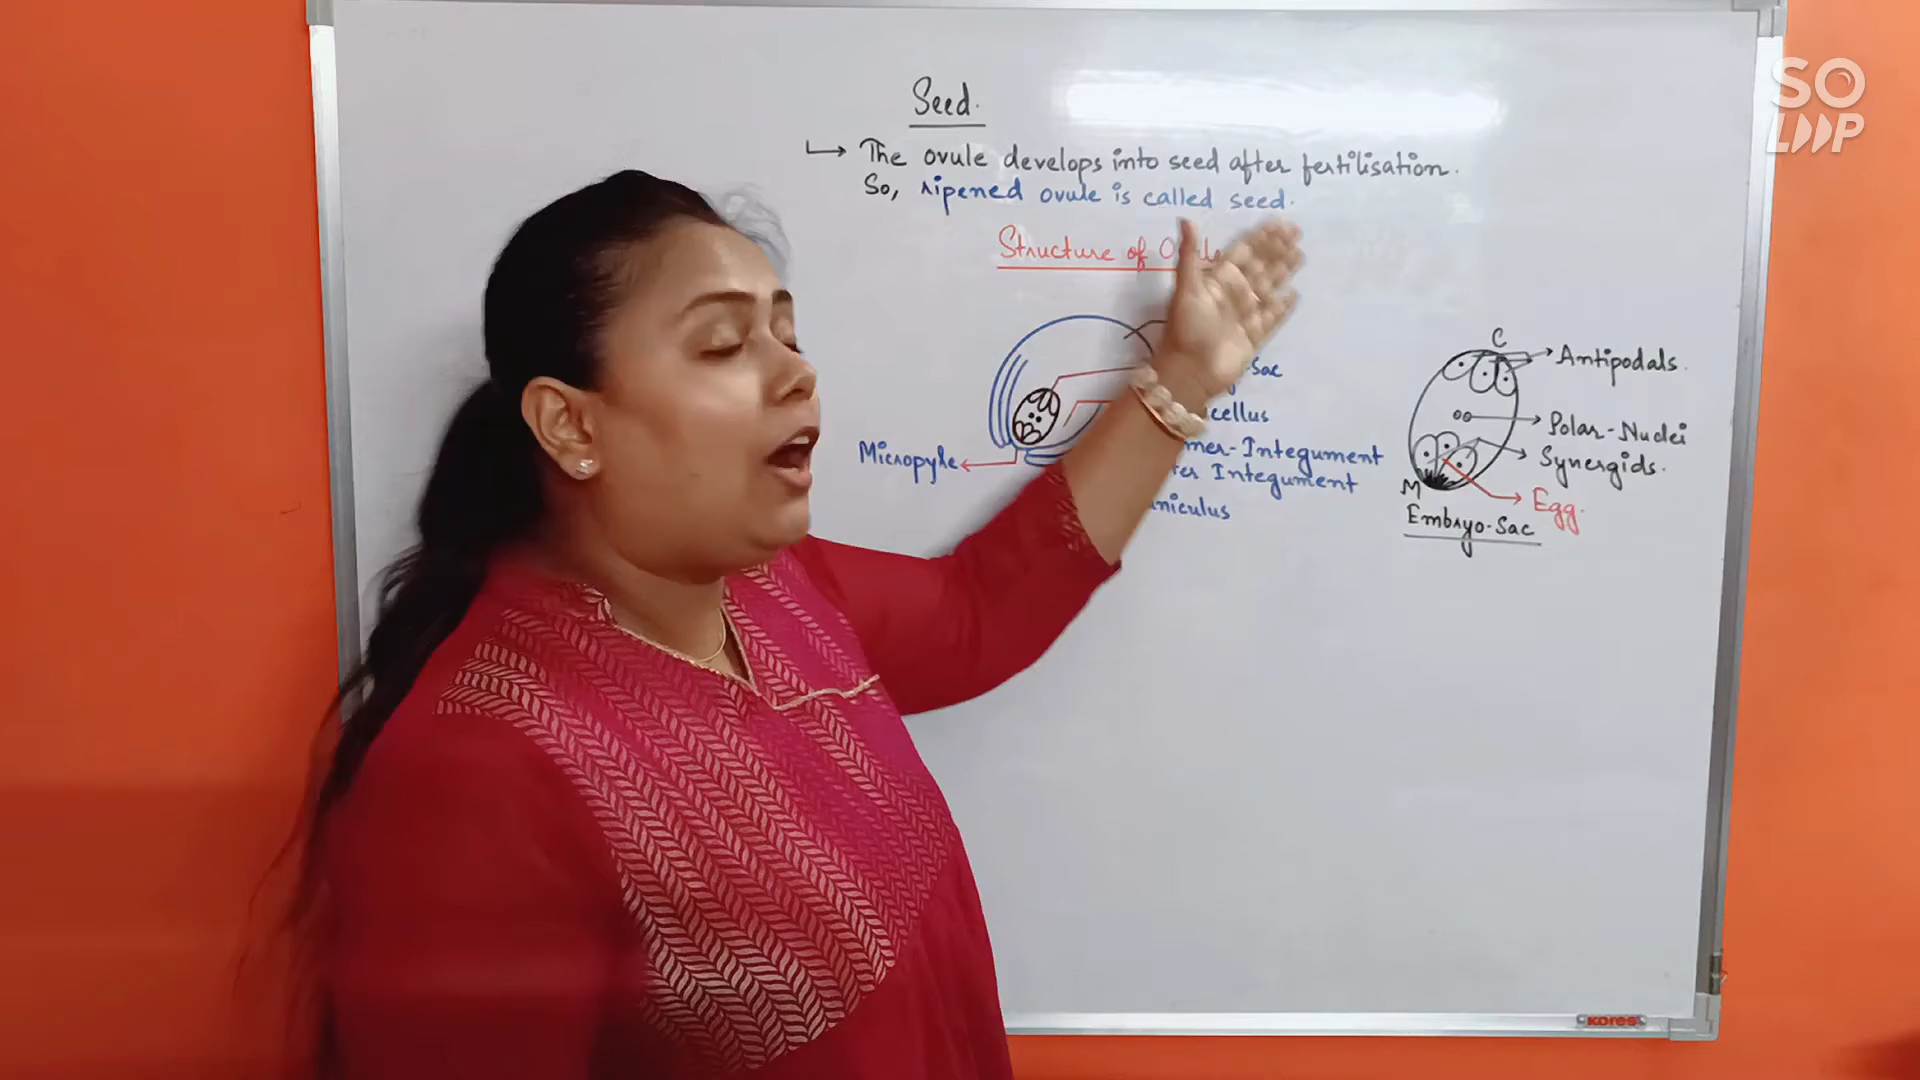 Seed.
The ovule develops into seed after fertilisation.
So, ripened ovule is called seed.
Structure of
Micropyle
Sac
Integument
Integument
C
Antipodals.
Polar-Nuclei
Synergids.
M
Egg.
Embryo-Sac
SO
LOOP
kores